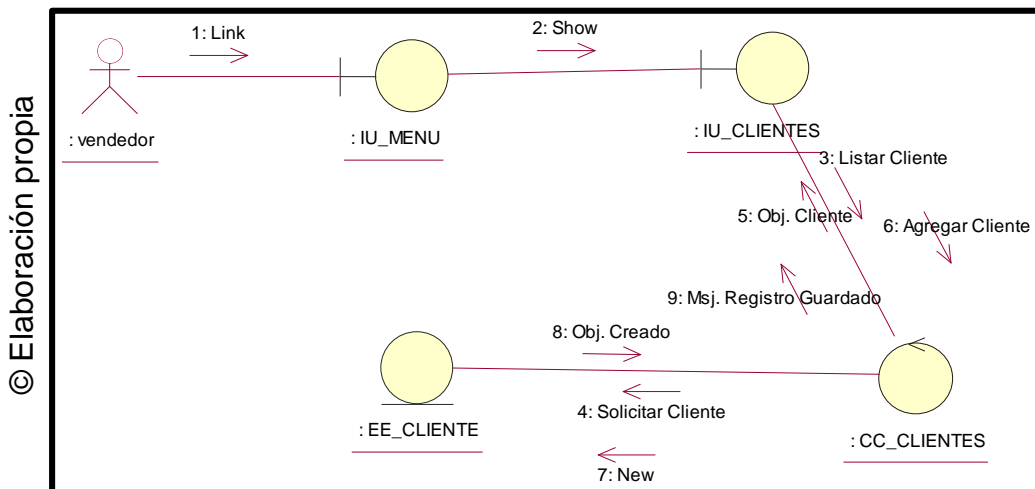 © Elaboración propia
1: Link
2: Show
: vendedor
: IU_MENU
: IU_CLIENTES
3: Listar Cliente
5: Obj. Cliente
6: Agregar Cliente
9: Msj. Registro Guardado
8: Obj. Creado
4: Solicitar Cliente
: EE_CLIENTE
: CC_CLIENTES
7: New